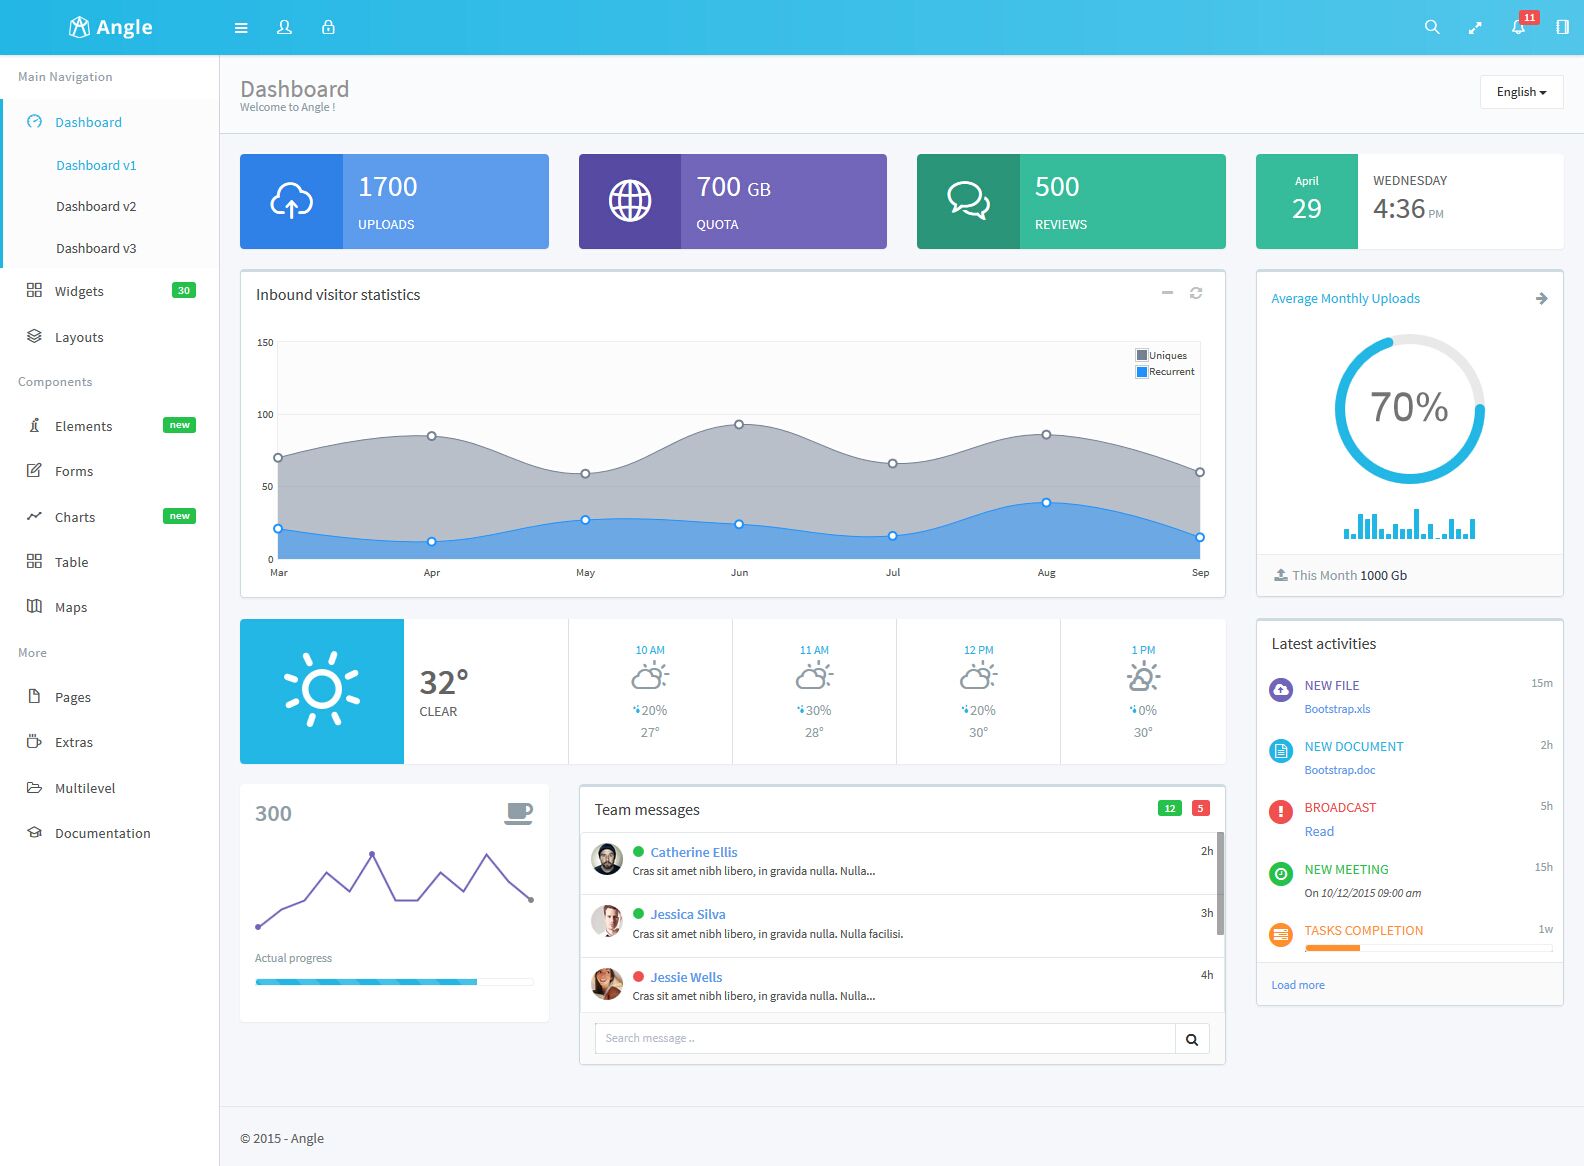 Angle
11
Main Navigation
Dashboard
Dashboard v1
Dashboard v2
Dashboard v3
Widgets 30
Layouts
Components
Elements new
Forms
Charts new
Table
Maps
More
Pages
Extras
Multilevel
Documentation
Dashboard
Welcome to Angle !
English
1700
UPLOADS
700 GB
QUOTA
500
REVIEWS
April
29
WEDNESDAY
4:36 PM
Inbound visitor statistics
150
100
50
0
Uniques
Recurrent
Mar Apr May Jun Jul Aug Sep
Average Monthly Uploads
70%
This Month 1000 Gb
32°
CLEAR
10 AM
20%
27°
11 AM
30%
28°
12 PM
20%
30°
1 PM
0%
30°
Latest activities
NEW FILE 15m
Bootstrap.xls
NEW DOCUMENT 2h
Bootstrap.doc
BROADCAST 5h
Read
NEW MEETING 15h
On 10/12/2015 09:00 am
TASKS COMPLETION 1w
Load more
300
Actual progress
Team messages 12 5
Catherine Ellis 2h
Cras sit amet nibh libero, in gravida nulla. Nulla...
Jessica Silva 3h
Cras sit amet nibh libero, in gravida nulla. Nulla facilisi.
Jessie Wells 4h
Cras sit amet nibh libero, in gravida nulla. Nulla...
Search message ..
© 2015 - Angle